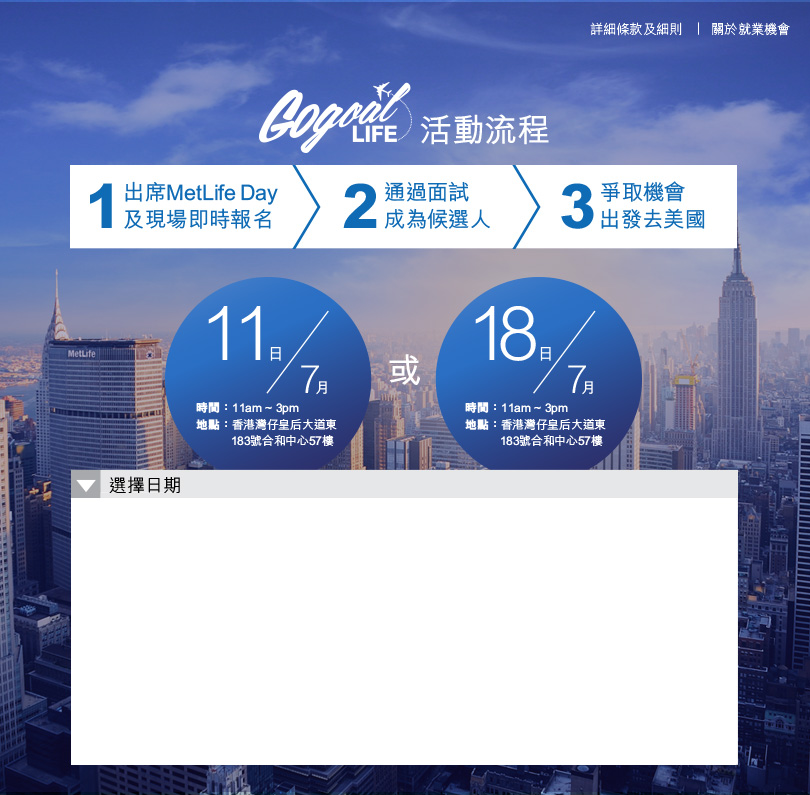 詳細條款及細則 | 關於就業機會
Gogoal LIFE 活動流程
1 出席MetLife Day
及現場即時報名
2 通過面試
成為候選人
3 爭取機會
出發去美國
MetLife
11日/7月
時間：11am ~ 3pm
地點：香港灣仔皇后大道東
183號合和中心57樓
或
18日/7月
時間：11am ~ 3pm
地點：香港灣仔皇后大道東
183號合和中心57樓
選擇日期